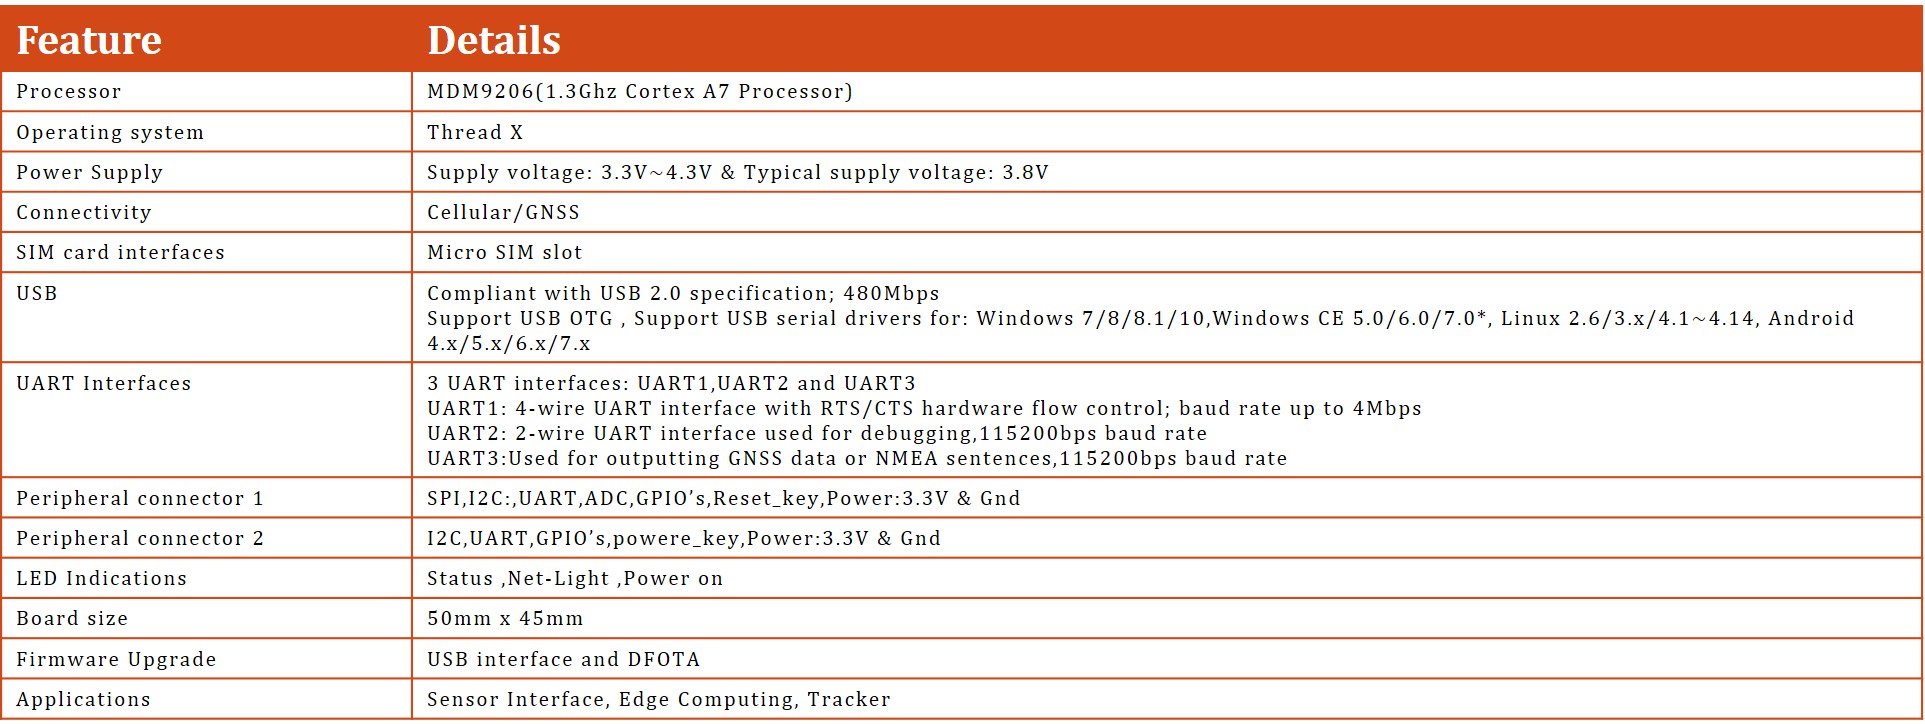 Feature Details
Processor MDM9206(1.3Ghz Cortex A7 Processor)
Operating system Thread X
Power Supply Supply voltage: 3.3V~4.3V & Typical supply voltage: 3.8V
Connectivity Cellular/GNSS
SIM card interfaces Micro SIM slot
USB Compliant with USB 2.0 specification; 480Mbps
Support USB OTG , Support USB serial drivers for: Windows 7/8/8.1/10,Windows CE 5.0/6.0/7.0*, Linux 2.6/3.x/4.1~4.14, Android
4.x/5.x/6.x/7.x
UART Interfaces 3 UART interfaces: UART1,UART2 and UART3
UART1: 4-wire UART interface with RTS/CTS hardware flow control; baud rate up to 4Mbps
UART2: 2-wire UART interface used for debugging,115200bps baud rate
UART3:Used for outputting GNSS data or NMEA sentences,115200bps baud rate
Peripheral connector 1 SPI,I2C:,UART,ADC,GPIO’s,Reset_key,Power:3.3V & Gnd
Peripheral connector 2 I2C,UART,GPIO’s,powere_key,Power:3.3V & Gnd
LED Indications Status ,Net-Light ,Power on
Board size 50mm x 45mm
Firmware Upgrade USB interface and DFOTA
Applications Sensor Interface, Edge Computing, Tracker